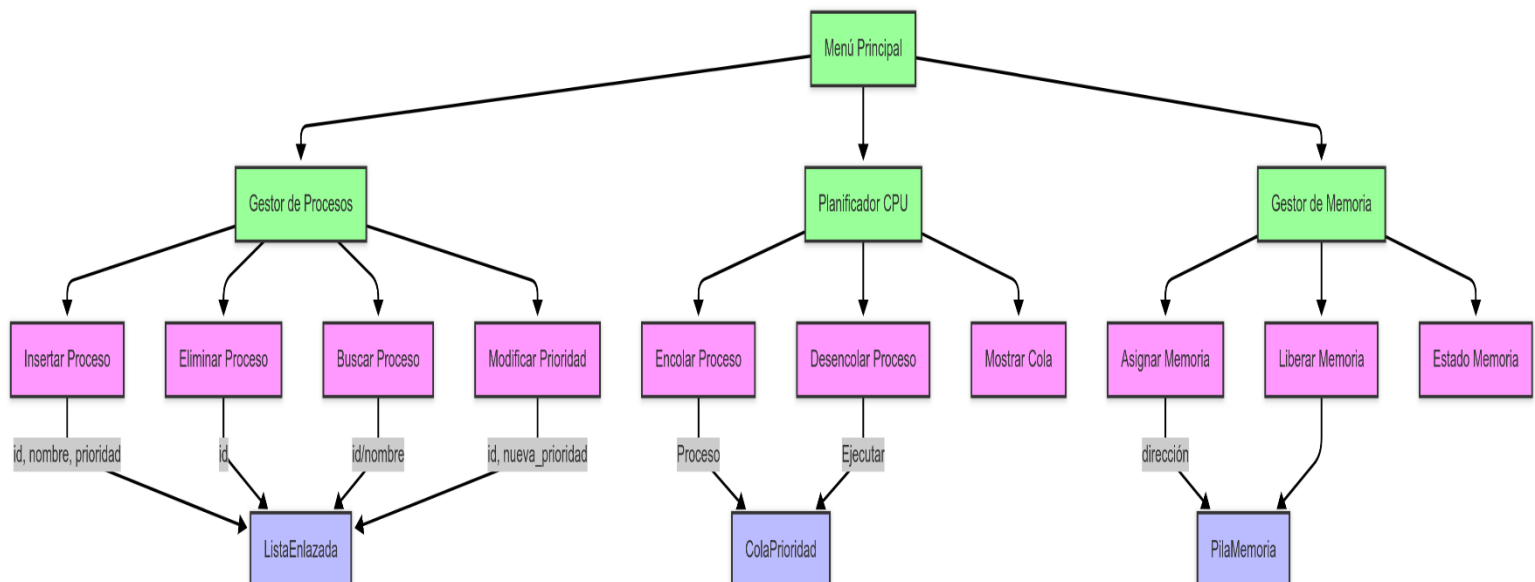 Menú Principal
Gestor de Procesos
Planificador CPU
Gestor de Memoria
Insertar Proceso
Eliminar Proceso
Buscar Proceso
Modificar Prioridad
Encolar Proceso
Desencolar Proceso
Mostrar Cola
Asignar Memoria
Liberar Memoria
Estado Memoria
id, nombre, prioridad
id
id/nombre
id, nueva_prioridad
Proceso
Ejecutar
dirección
ListaEnlazada
ColaPrioridad
PilaMemoria